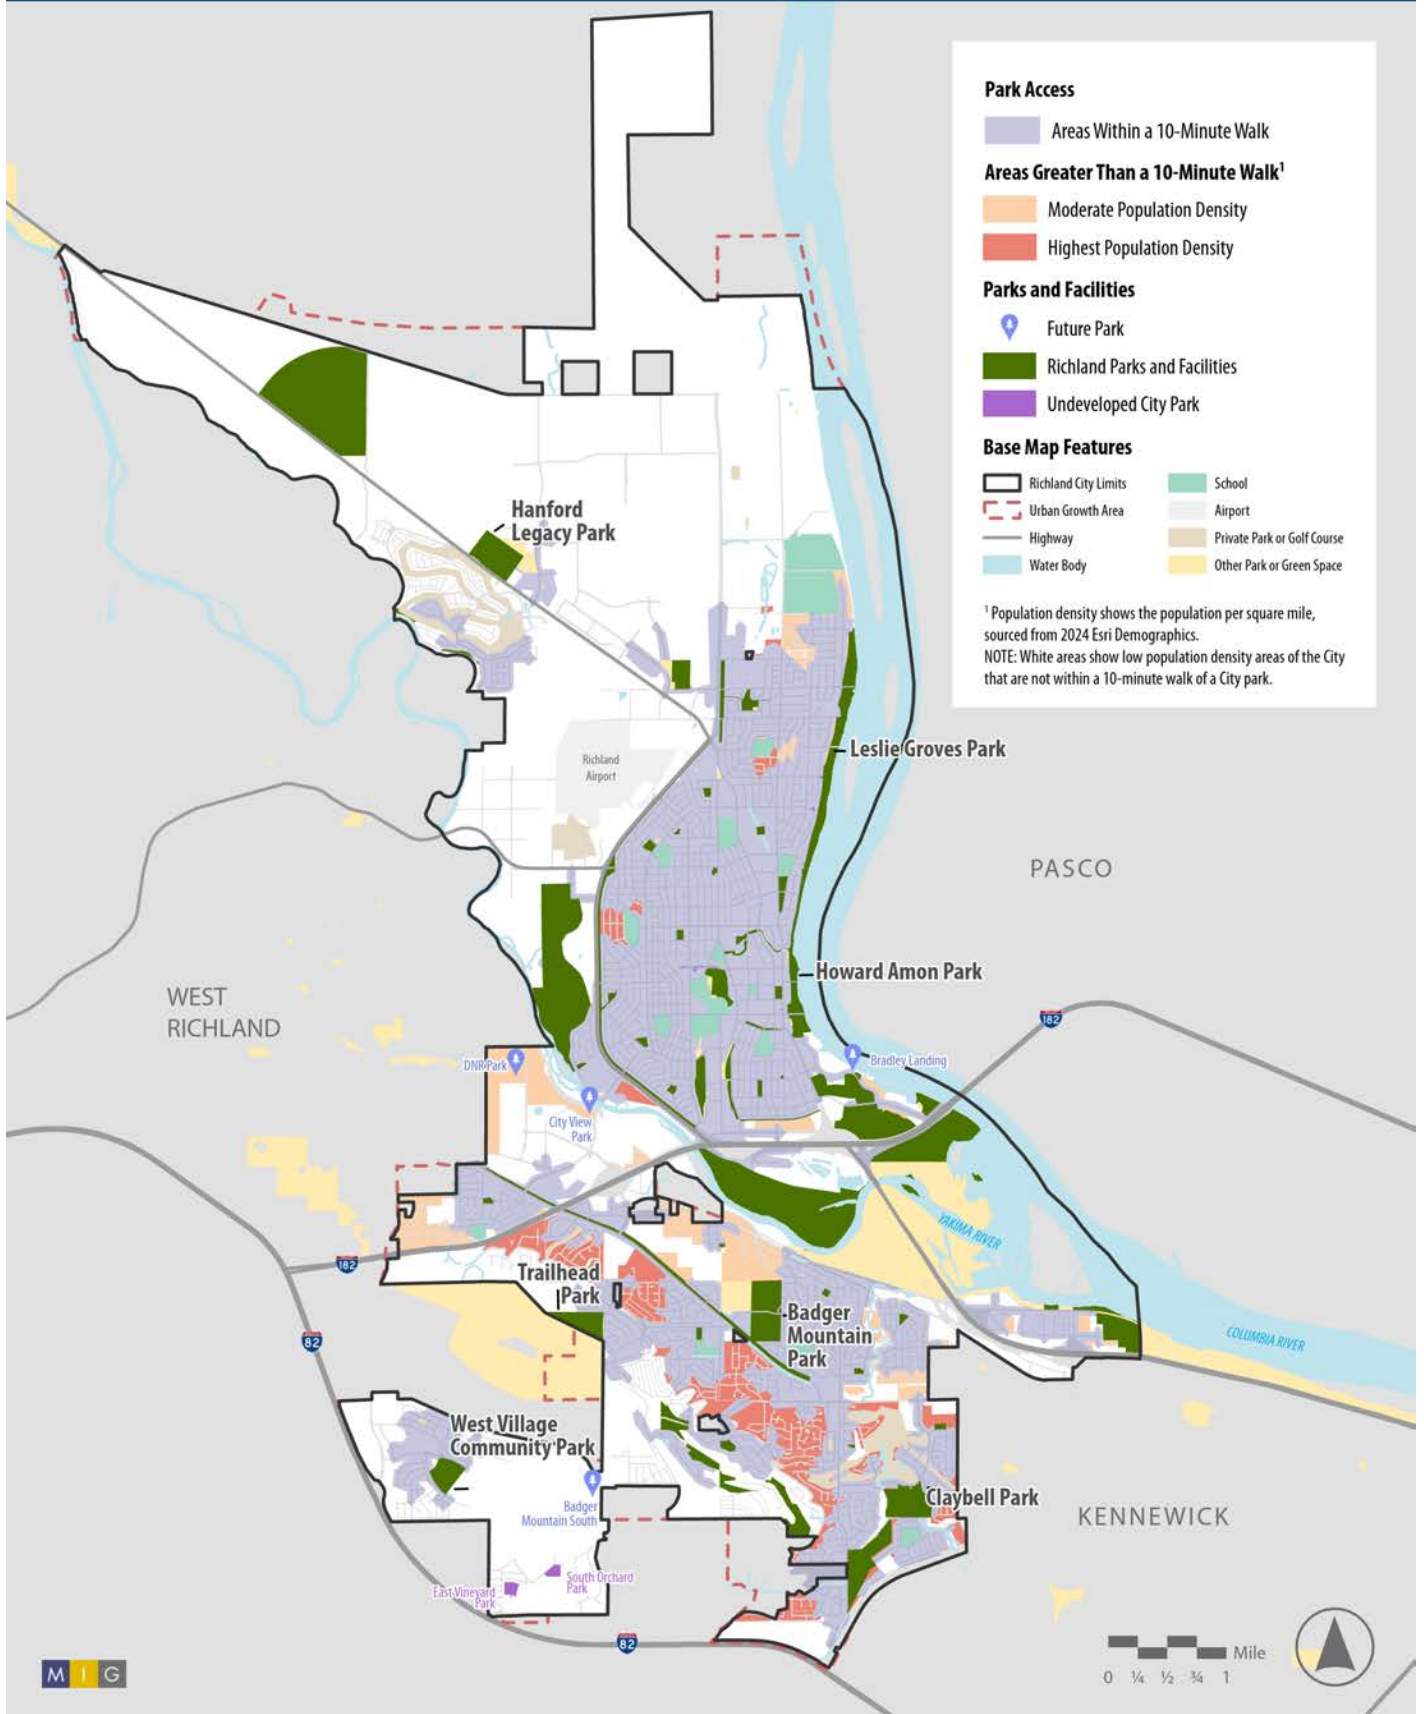 Park Access
Areas Within a 10-Minute Walk
Areas Greater Than a 10-Minute Walk¹
Moderate Population Density
Highest Population Density
Parks and Facilities
Future Park
Richland Parks and Facilities
Undeveloped City Park
Base Map Features
Richland City Limits
School
Urban Growth Area
Airport
Highway
Private Park or Golf Course
Water Body
Other Park or Green Space
¹ Population density shows the population per square mile,
sourced from 2024 Esri Demographics.
NOTE: White areas show low population density areas of the City
that are not within a 10-minute walk of a City park.
Hanford
Legacy Park
Leslie Groves Park
Richland
Airport
PASCO
Howard Amon Park
WEST
RICHLAND
182
DNR Park
Bradley Landing
City View
Park
YAKIMA RIVER
182
Trailhead
Park
Badger
Mountain
Park
82
COLUMBIA RIVER
West Village
Community Park
Claybell Park
Badger
Mountain South
KENNEWICK
South Orchard
Park
East Vineyard
Park
82
Mile
0 ¼ ½ ¾ 1
M I G